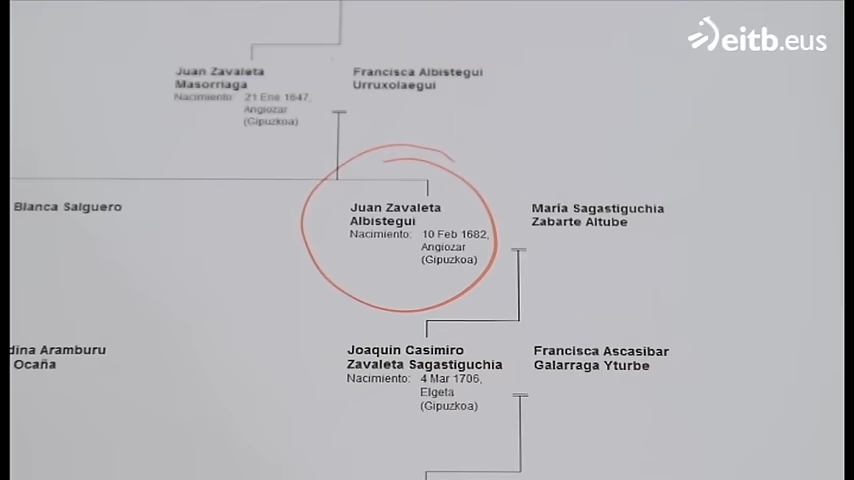 eitb.eus
Juan Zavaleta
Masorriaga
Nacimiento: 21 Ene 1647,
Angiozar
(Gipuzkoa)
Francisca Albistegui
Urruxolaegui
Blanca Salguero
Juan Zavaleta
Albistegui
Nacimiento: 10 Feb 1682,
Angiozar
(Gipuzkoa)
María Sagastiguchia
Zabarte Altube
dina Aramburu
Ocaña
Joaquin Casimiro
Zavaleta Sagastiguchia
Nacimiento: 4 Mar 1706,
Elgeta
(Gipuzkoa)
Francisca Ascasibar
Galarraga Yturbe